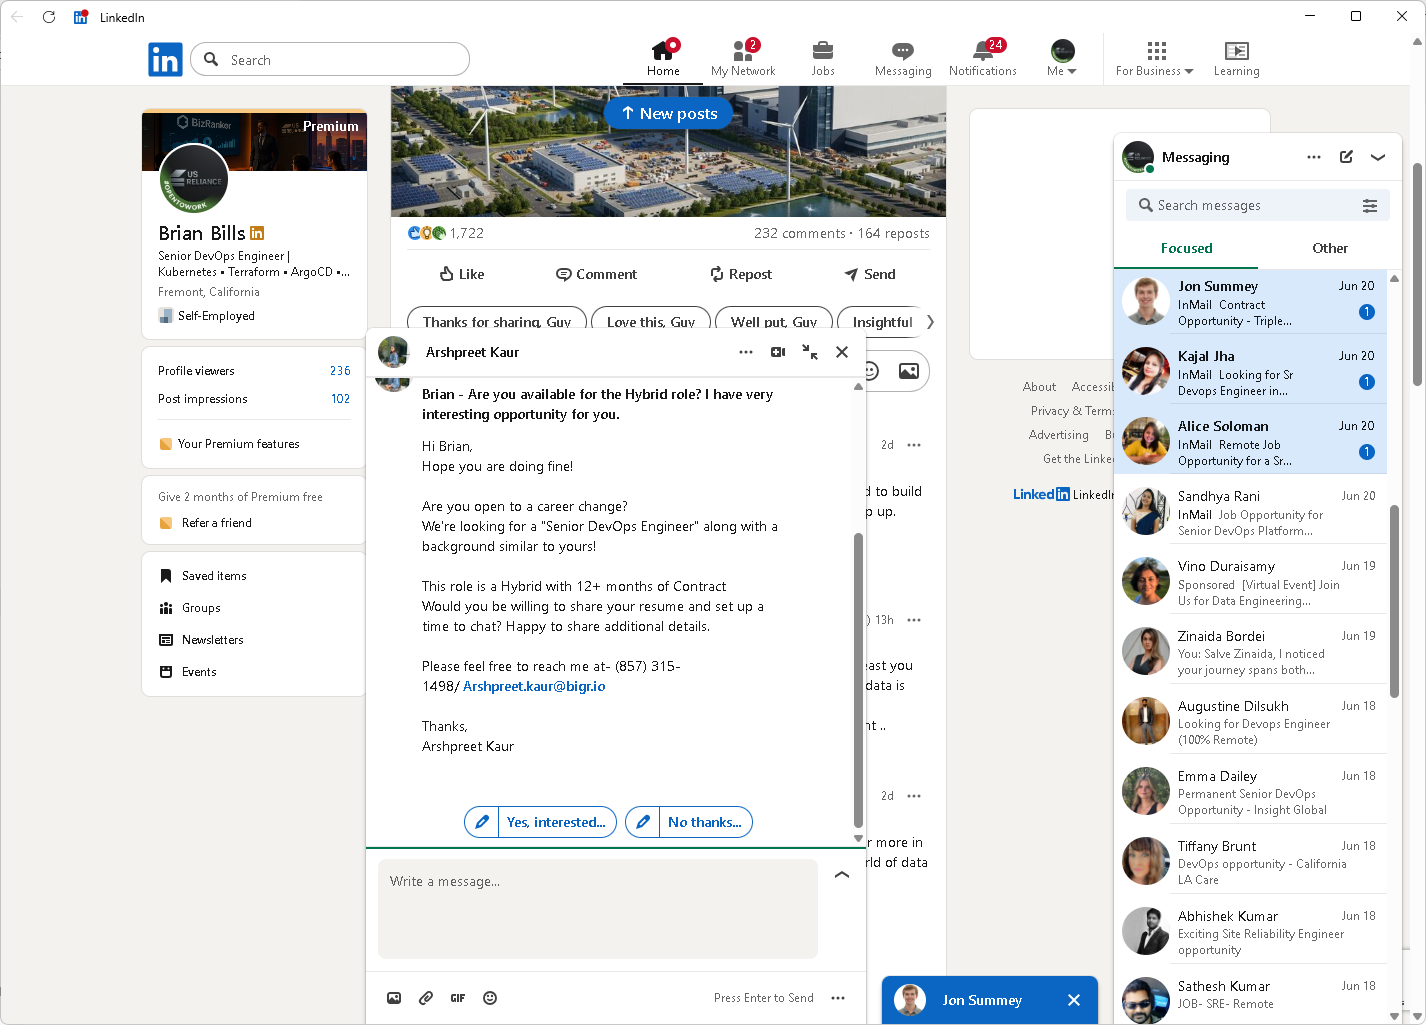 LinkedIn
in
Search
Home
2
My Network
Jobs
Messaging
24
Notifications
Me
For Business
Learning
BizRanker
Premium
US RELIANCE
#OPENTOWORK
Brian Bills
Senior DevOps Engineer |
Kubernetes • Terraform • ArgoCD •...
Fremont, California
Self-Employed
Profile viewers 236
Post impressions 102
Your Premium features
Give 2 months of Premium free
Refer a friend
Saved items
Groups
Newsletters
Events
New posts
1,722
232 comments • 164 reposts
Like
Comment
Repost
Send
Thanks for sharing, Guy
Love this, Guy
Well put, Guy
Insightful
2d
d to build
p up.
) 13h
east you
data is
nt ..
2d
r more in
rld of data
Arshpreet Kaur
Brian - Are you available for the Hybrid role? I have very
interesting opportunity for you.
Hi Brian,
Hope you are doing fine!
Are you open to a career change?
We're looking for a "Senior DevOps Engineer" along with a
background similar to yours!
This role is a Hybrid with 12+ months of Contract
Would you be willing to share your resume and set up a
time to chat? Happy to share additional details.
Please feel free to reach me at- (857) 315-
1498/ Arshpreet.kaur@bigr.io
Thanks,
Arshpreet Kaur
Yes, interested...
No thanks...
Write a message...
GIF
Press Enter to Send
About Accessib
Privacy & Terms
Advertising Bu
Get the Linked
LinkedIn LinkedIn
Messaging
Search messages
Focused
Other
Jon Summey Jun 20
InMail Contract
Opportunity - Triple...
1
Kajal Jha Jun 20
InMail Looking for Sr
Devops Engineer in...
1
Alice Soloman Jun 20
InMail Remote Job
Opportunity for a Sr...
1
Sandhya Rani Jun 20
InMail Job Opportunity for
Senior DevOps Platform...
Vino Duraisamy Jun 19
Sponsored [Virtual Event] Join
Us for Data Engineering...
Zinaida Bordei Jun 19
You: Salve Zinaida, I noticed
your journey spans both...
Augustine Dilsukh Jun 18
Looking for Devops Engineer
(100% Remote)
Emma Dailey Jun 18
Permanent Senior DevOps
Opportunity - Insight Global
Tiffany Brunt Jun 18
DevOps opportunity - California
LA Care
Abhishek Kumar Jun 18
Exciting Site Reliability Engineer
opportunity
Sathesh Kumar Jun 18
JOB- SRE- Remote
Jon Summey